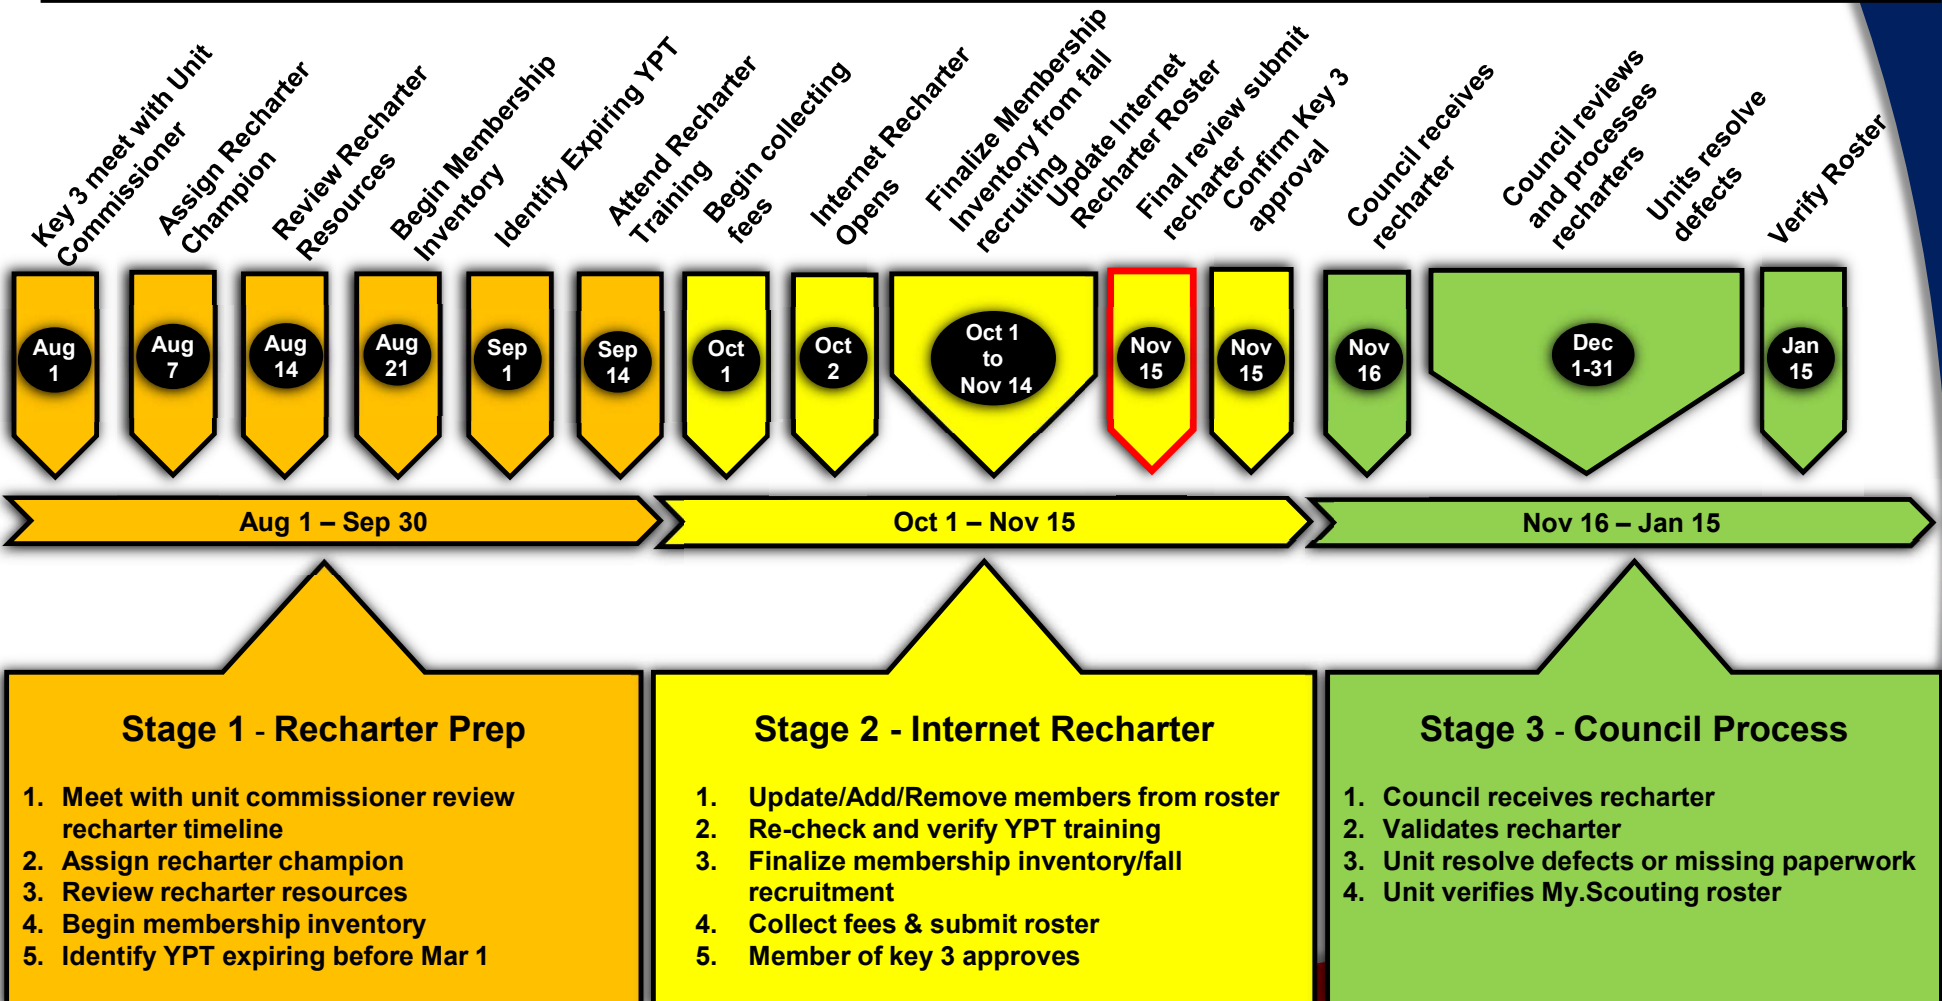 Key 3 meet with Unit
Commissioner
Assign Recharter
Champion
Review Recharter
Resources
Begin Membership
Inventory
Identify Expiring YPT
Attend Recharter
Training
Begin collecting
fees
Internet Recharter
Opens
Finalize Membership
Inventory from fall
recruiting
Update Internet
Recharter Roster
Final review submit
recharter
Confirm Key 3
approval
Council receives
recharter
Council reviews
and processes
recharters
Units resolve
defects
Verify Roster
Aug
1
Aug
7
Aug
14
Aug
21
Sep
1
Sep
14
Oct
1
Oct
2
Oct 1
to
Nov 14
Nov
15
Nov
15
Nov
16
Dec
1-31
Jan
15
Aug 1 – Sep 30
Oct 1 – Nov 15
Nov 16 – Jan 15
Stage 1 - Recharter Prep
1. Meet with unit commissioner review
recharter timeline
2. Assign recharter champion
3. Review recharter resources
4. Begin membership inventory
5. Identify YPT expiring before Mar 1
Stage 2 - Internet Recharter
1. Update/Add/Remove members from roster
2. Re-check and verify YPT training
3. Finalize membership inventory/fall
recruitment
4. Collect fees & submit roster
5. Member of key 3 approves
Stage 3 - Council Process
1. Council receives recharter
2. Validates recharter
3. Unit resolve defects or missing paperwork
4. Unit verifies My.Scouting roster